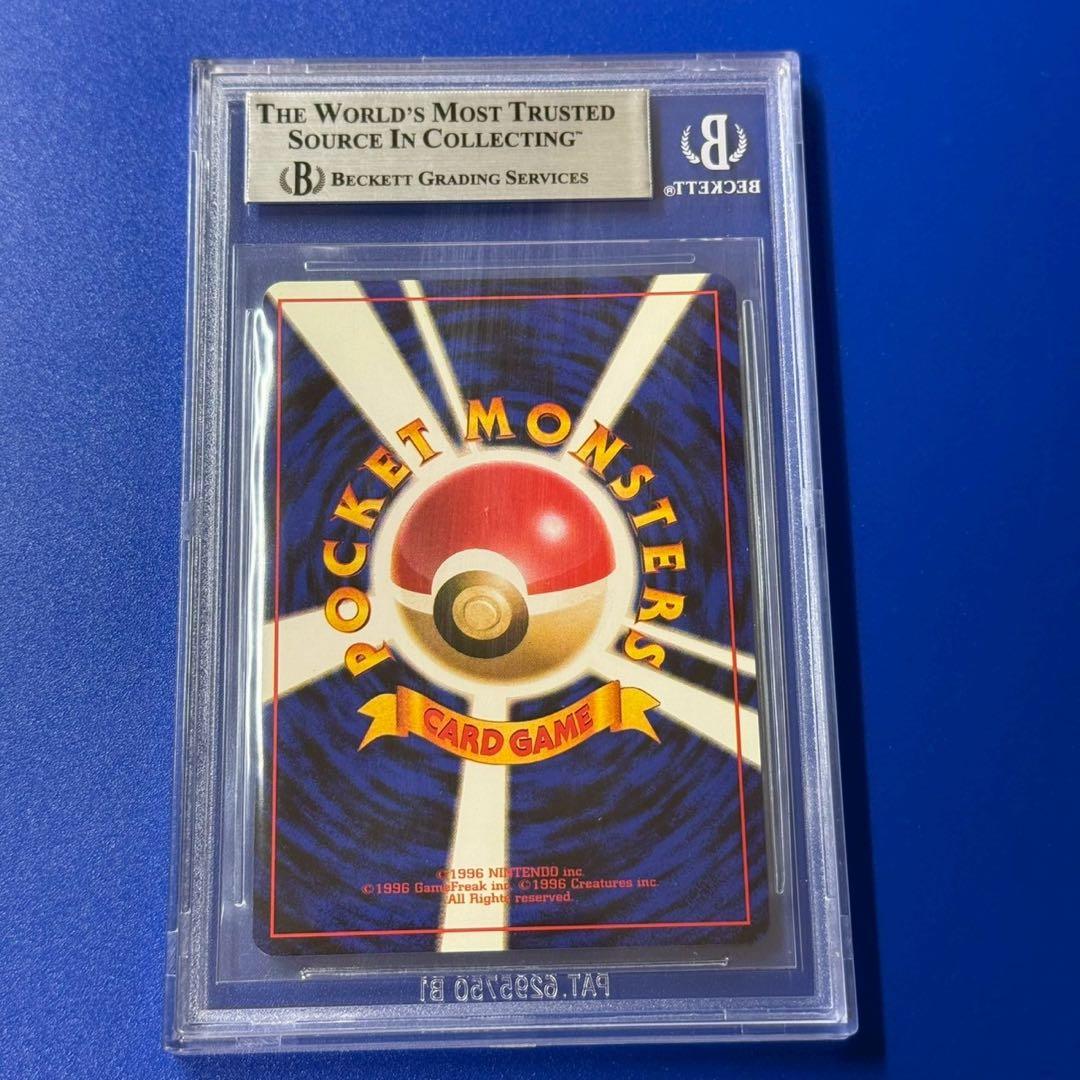 THE WORLD'S MOST TRUSTED
SOURCE IN COLLECTING™
B BECKETT GRADING SERVICES
B
BECKETT®
POCKET MONSTERS
CARD GAME
©1996 NINTENDO inc.
©1996 GameFreak inc. ©1996 Creatures inc.
All Rights reserved.
PAT.6295750 B1